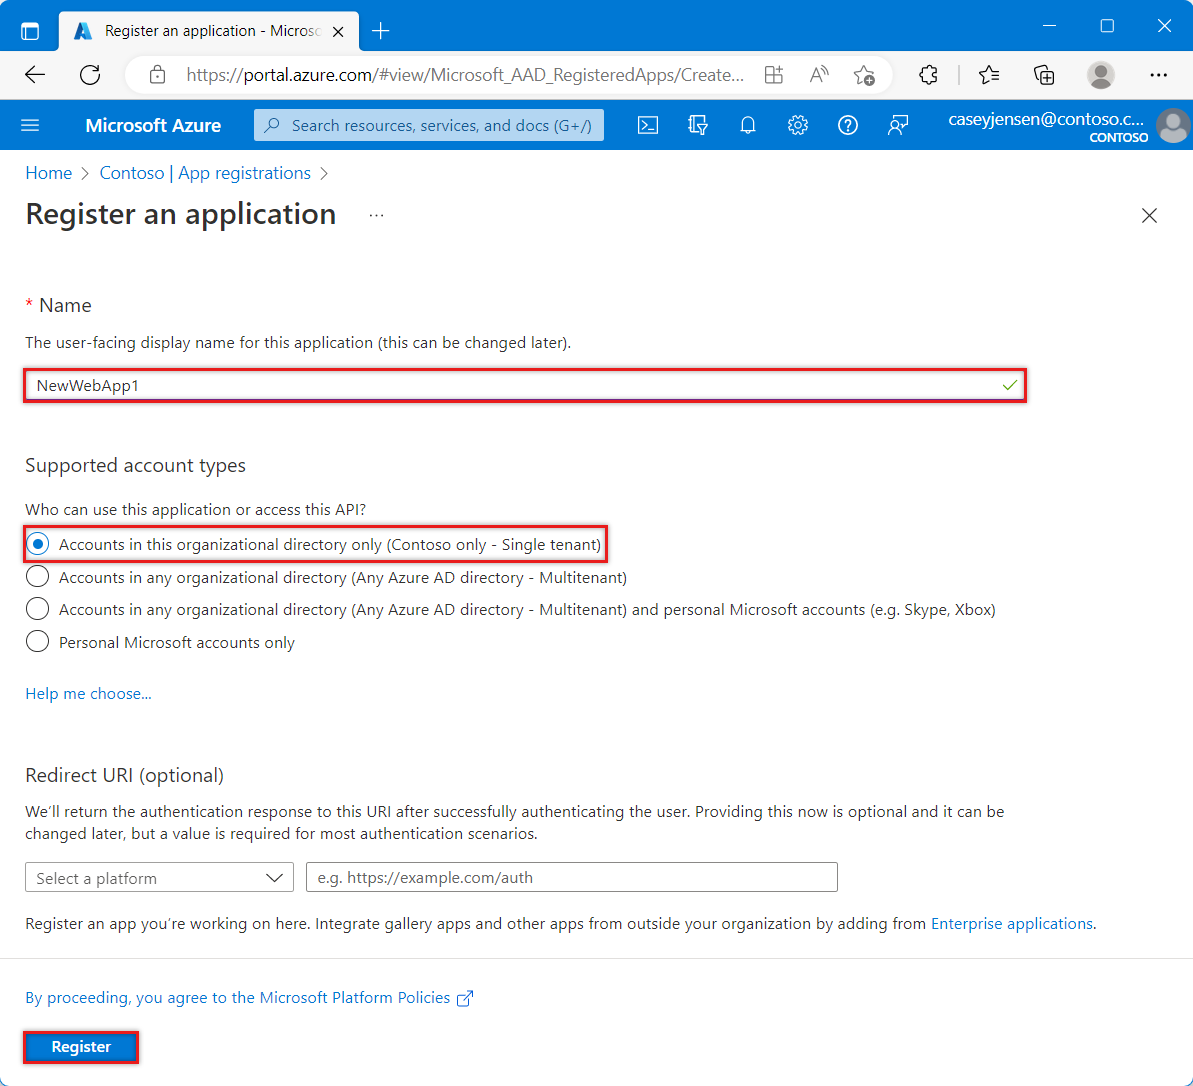 Register an application - Microsc
https://portal.azure.com/#view/Microsoft_AAD_RegisteredApps/Create...
Microsoft Azure
Search resources, services, and docs (G+/)
caseyjensen@contoso.c...
CONTOSO
Home > Contoso | App registrations >
Register an application ...
* Name
The user-facing display name for this application (this can be changed later).
NewWebApp1
Supported account types
Who can use this application or access this API?
Accounts in this organizational directory only (Contoso only - Single tenant)
Accounts in any organizational directory (Any Azure AD directory - Multitenant)
Accounts in any organizational directory (Any Azure AD directory - Multitenant) and personal Microsoft accounts (e.g. Skype, Xbox)
Personal Microsoft accounts only
Help me choose...
Redirect URI (optional)
We'll return the authentication response to this URI after successfully authenticating the user. Providing this now is optional and it can be
changed later, but a value is required for most authentication scenarios.
Select a platform
e.g. https://example.com/auth
Register an app you're working on here. Integrate gallery apps and other apps from outside your organization by adding from Enterprise applications.
By proceeding, you agree to the Microsoft Platform Policies
Register